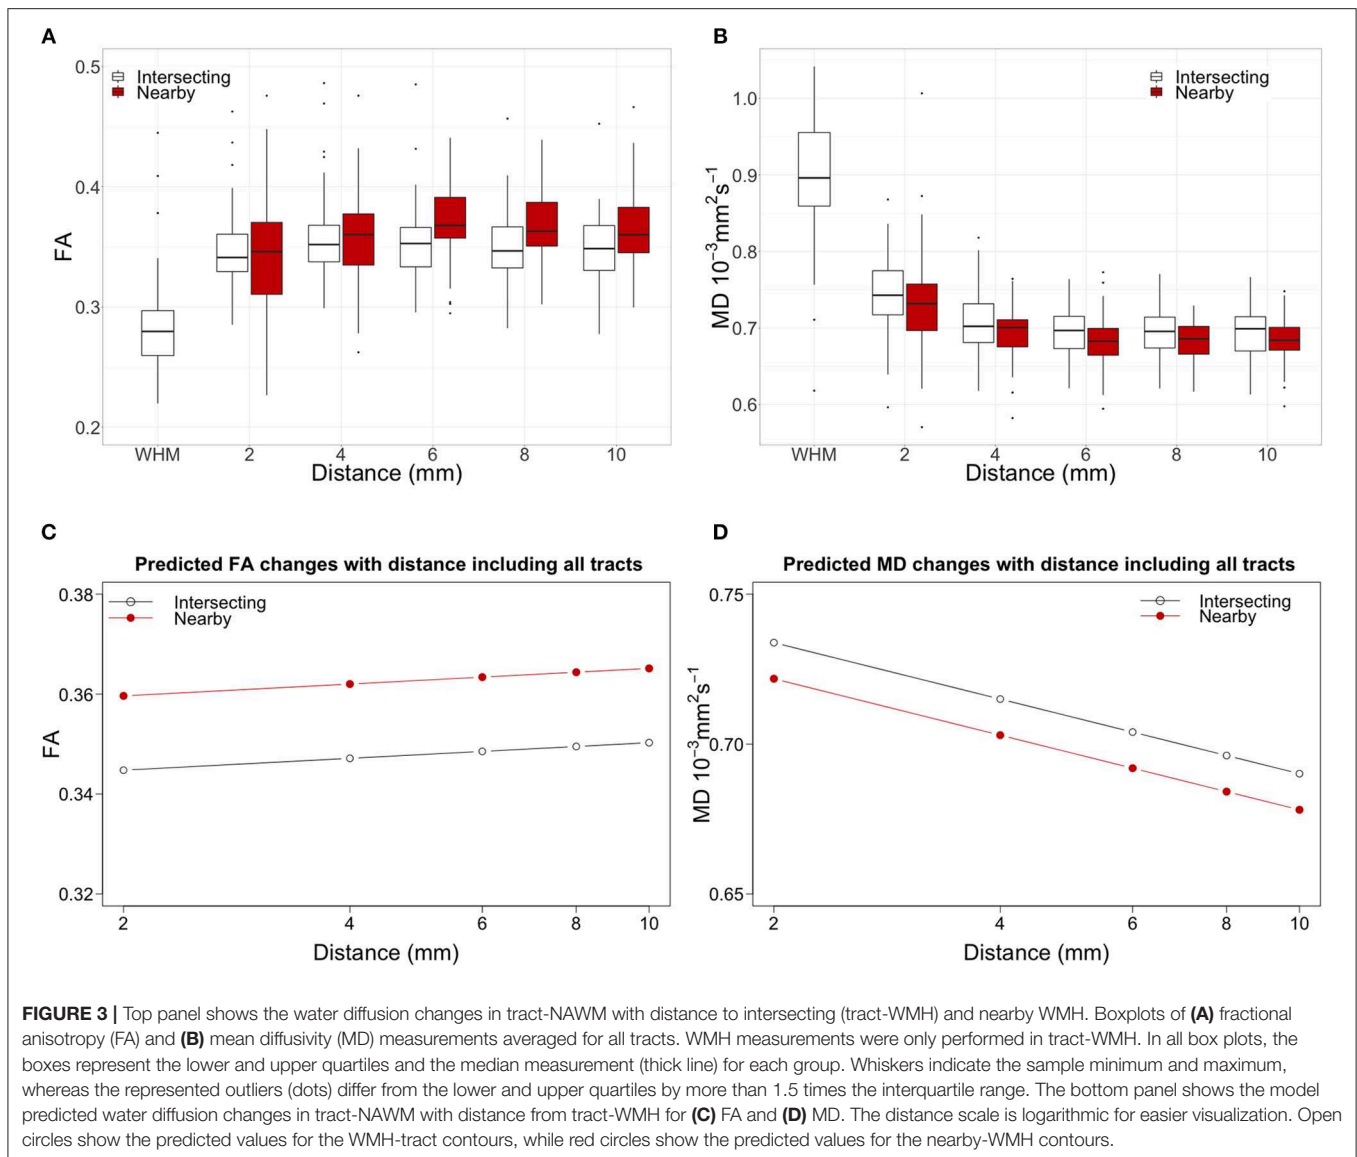 A
0.5
0.4
0.3
0.2
FA
Intersecting
Nearby
WHM 2 4 6 8 10
Distance (mm)
B
1.0
0.9
0.8
0.7
0.6
MD 10⁻³mm²s⁻¹
Intersecting
Nearby
WHM 2 4 6 8 10
Distance (mm)
C
Predicted FA changes with distance including all tracts
0.38
0.36
0.34
0.32
FA
Intersecting
Nearby
2 4 6 8 10
Distance (mm)
D
Predicted MD changes with distance including all tracts
0.75
0.70
0.65
MD 10⁻³mm²s⁻¹
Intersecting
Nearby
2 4 6 8 10
Distance (mm)
FIGURE 3 | Top panel shows the water diffusion changes in tract-NAWM with distance to intersecting (tract-WMH) and nearby WMH. Boxplots of (A) fractional
anisotropy (FA) and (B) mean diffusivity (MD) measurements averaged for all tracts. WMH measurements were only performed in tract-WMH. In all box plots, the
boxes represent the lower and upper quartiles and the median measurement (thick line) for each group. Whiskers indicate the sample minimum and maximum,
whereas the represented outliers (dots) differ from the lower and upper quartiles by more than 1.5 times the interquartile range. The bottom panel shows the model
predicted water diffusion changes in tract-NAWM with distance from tract-WMH for (C) FA and (D) MD. The distance scale is logarithmic for easier visualization. Open
circles show the predicted values for the WMH-tract contours, while red circles show the predicted values for the nearby-WMH contours.